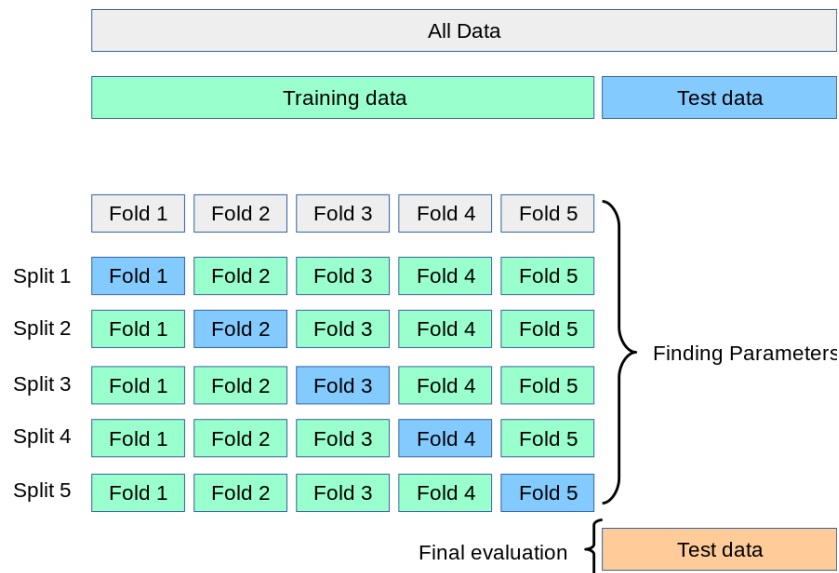 All Data
Training data Test data
Fold 1 Fold 2 Fold 3 Fold 4 Fold 5
Split 1 Fold 1 Fold 2 Fold 3 Fold 4 Fold 5
Split 2 Fold 1 Fold 2 Fold 3 Fold 4 Fold 5
Finding Parameters
Split 3 Fold 1 Fold 2 Fold 3 Fold 4 Fold 5
Split 4 Fold 1 Fold 2 Fold 3 Fold 4 Fold 5
Split 5 Fold 1 Fold 2 Fold 3 Fold 4 Fold 5
Final evaluation Test data